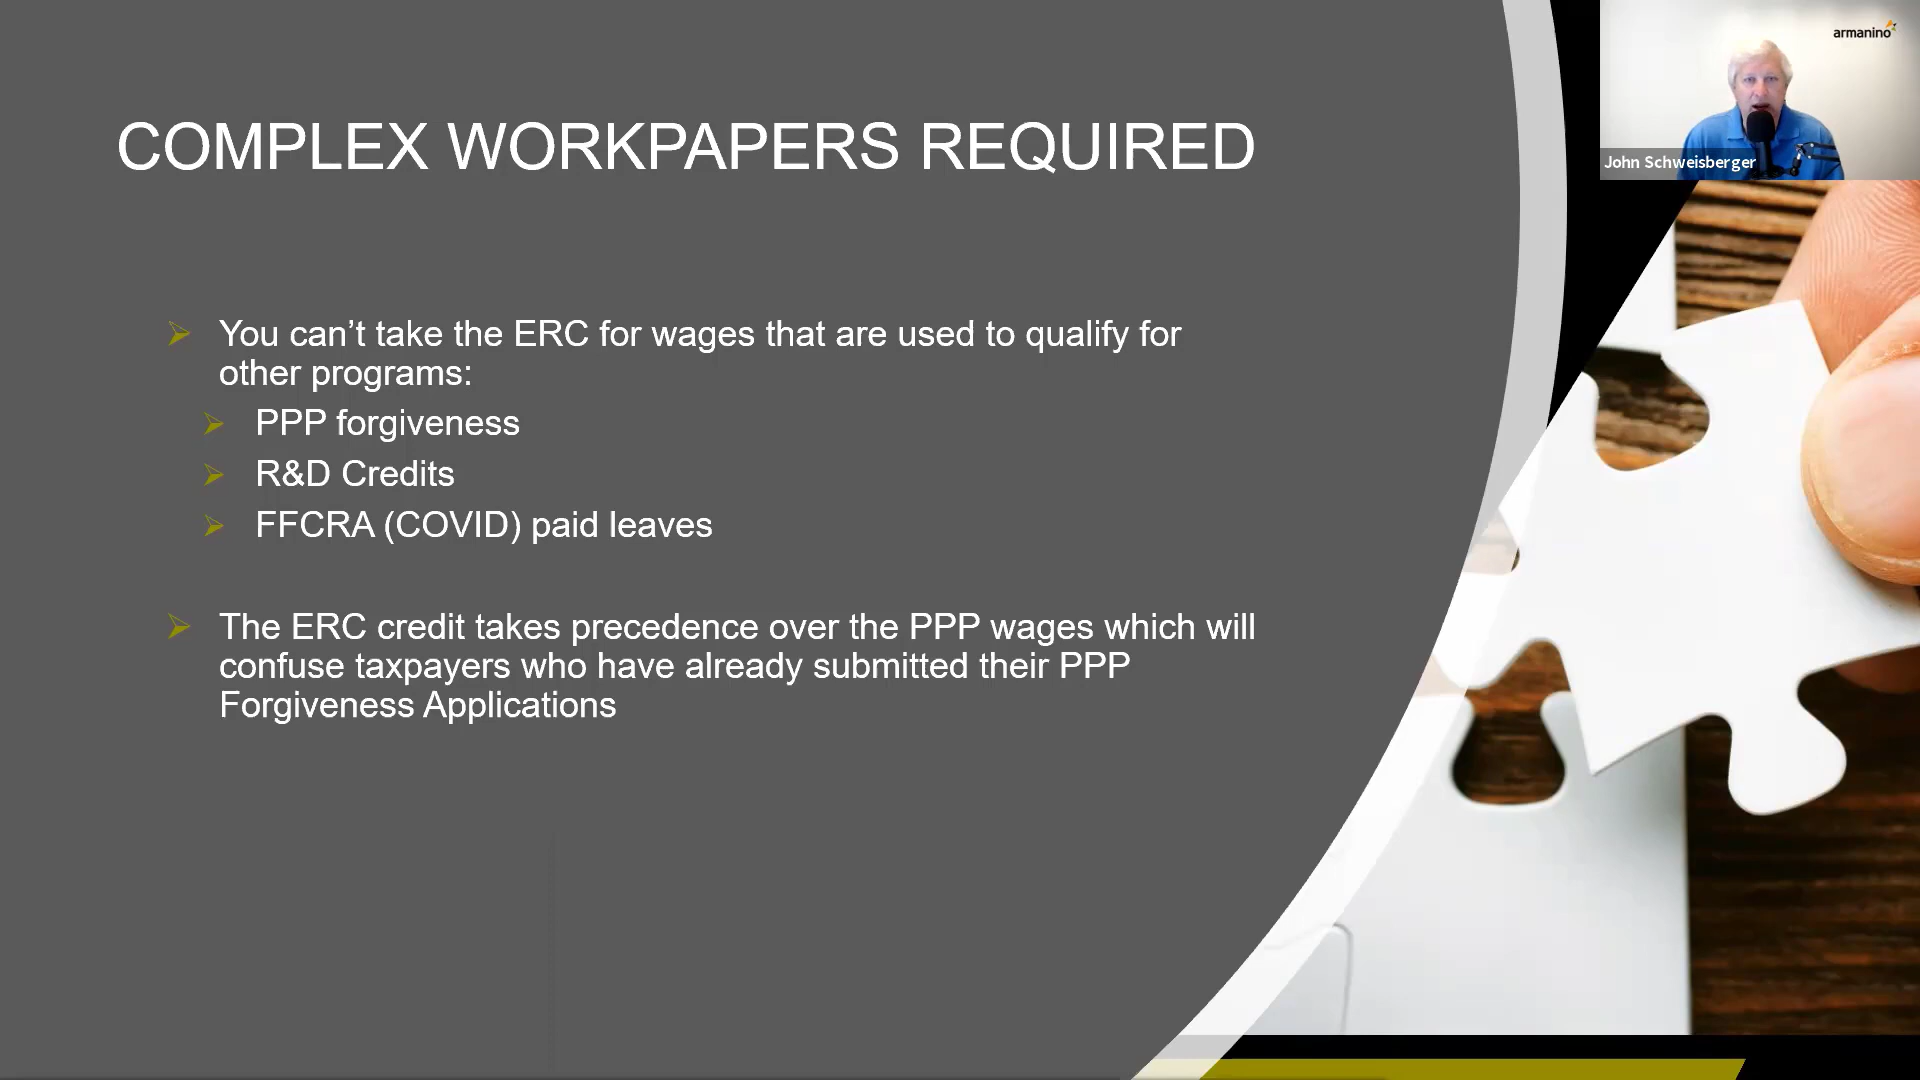 armanino
John Schweisberger
COMPLEX WORKPAPERS REQUIRED
You can’t take the ERC for wages that are used to qualify for
other programs:
PPP forgiveness
R&D Credits
FFCRA (COVID) paid leaves
The ERC credit takes precedence over the PPP wages which will
confuse taxpayers who have already submitted their PPP
Forgiveness Applications